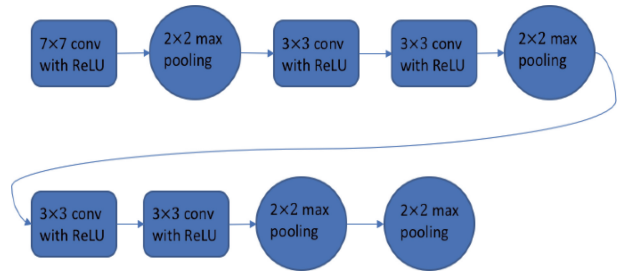 7×7 conv
with ReLU
2×2 max
pooling
3×3 conv
with ReLU
3×3 conv
with ReLU
2×2 max
pooling
3×3 conv
with ReLU
3×3 conv
with ReLU
2×2 max
pooling
2×2 max
pooling